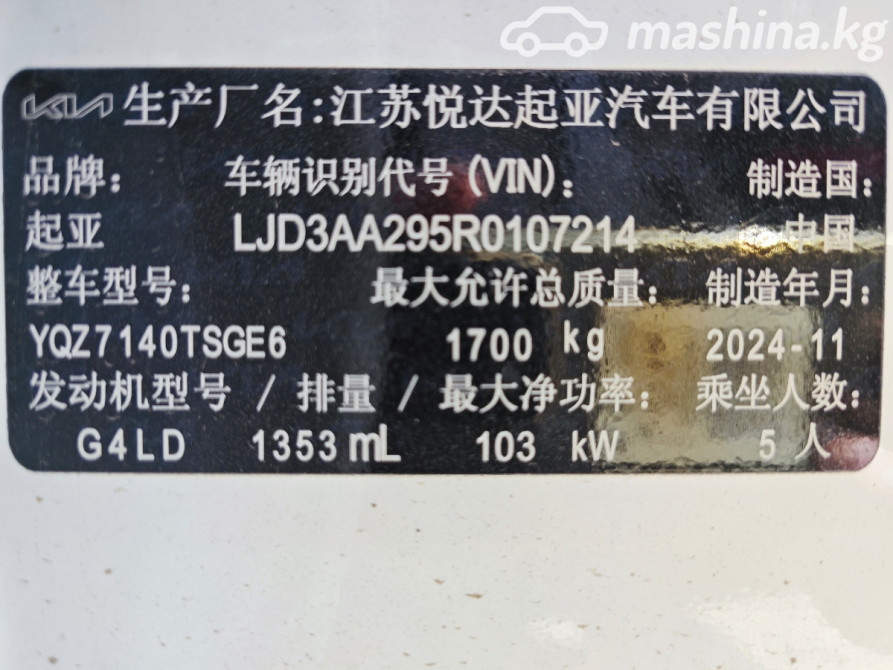 mashina.kg
KIA 生产厂名:江苏悦达起亚汽车有限公司
品牌: 车辆识别代号(VIN): 制造国:
起亚 LJD3AA295R0107214 中国
整车型号: 最大允许总质量: 制造年月:
YQZ7140TSGE6 1700 kg 2024-11
发动机型号 / 排量 / 最大净功率: 乘坐人数:
G4LD 1353mL 103 kW 5 人